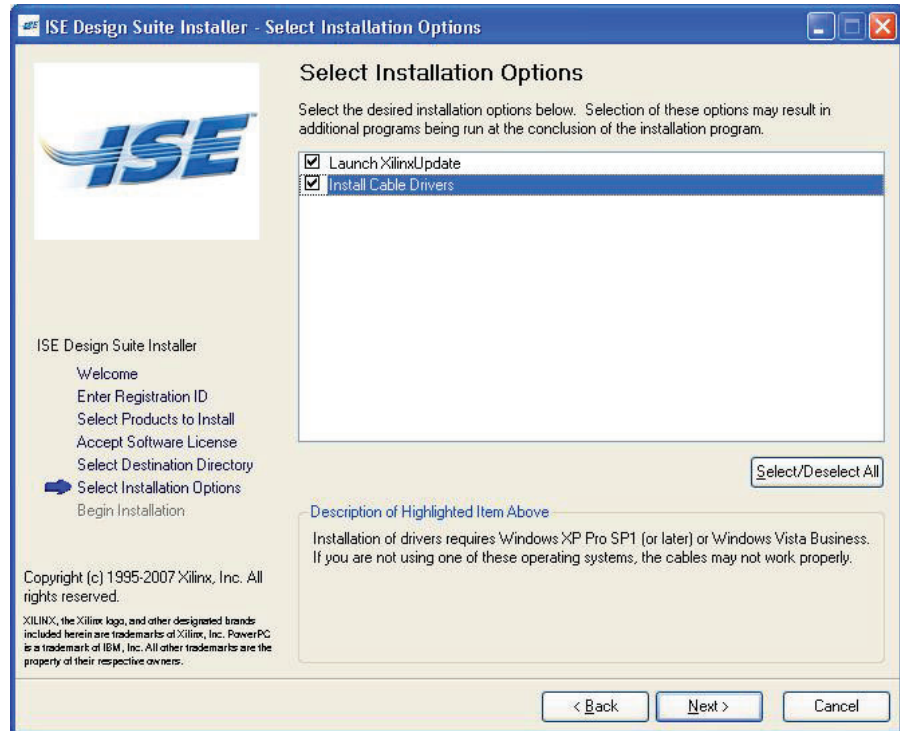 ISE Design Suite Installer - Select Installation Options
ISE
Select Installation Options
Select the desired installation options below. Selection of these options may result in
additional programs being run at the conclusion of the installation program.
Launch XilinxUpdate
Install Cable Drivers
ISE Design Suite Installer
Welcome
Enter Registration ID
Select Products to Install
Accept Software License
Select Destination Directory
Select Installation Options
Begin Installation
Select/Deselect All
Description of Highlighted Item Above
Installation of drivers requires Windows XP Pro SP1 (or later) or Windows Vista Business.
If you are not using one of these operating systems, the cables may not work properly.
Copyright (c) 1995-2007 Xilinx, Inc. All
rights reserved.
XILINX, the Xilinx logo, and other designated brands
included herein are trademarks of Xilinx, Inc. PowerPC
is a trademark of IBM, Inc. All other trademarks are the
property of their respective owners.
< Back
Next >
Cancel